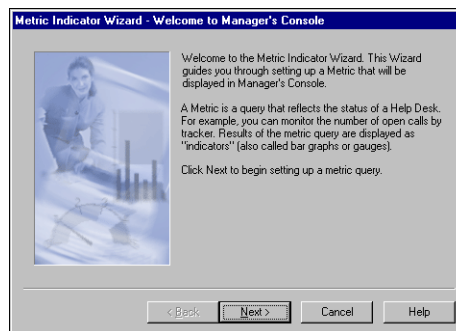 Metric Indicator Wizard - Welcome to Manager's Console
Welcome to the Metric Indicator Wizard. This Wizard
guides you through setting up a Metric that will be
displayed in Manager's Console.
A Metric is a query that reflects the status of a Help Desk.
For example, you can monitor the number of open calls by
tracker. Results of the metric query are displayed as
"indicators" (also called bar graphs or gauges).
Click Next to begin setting up a metric query.
< Back
Next >
Cancel
Help